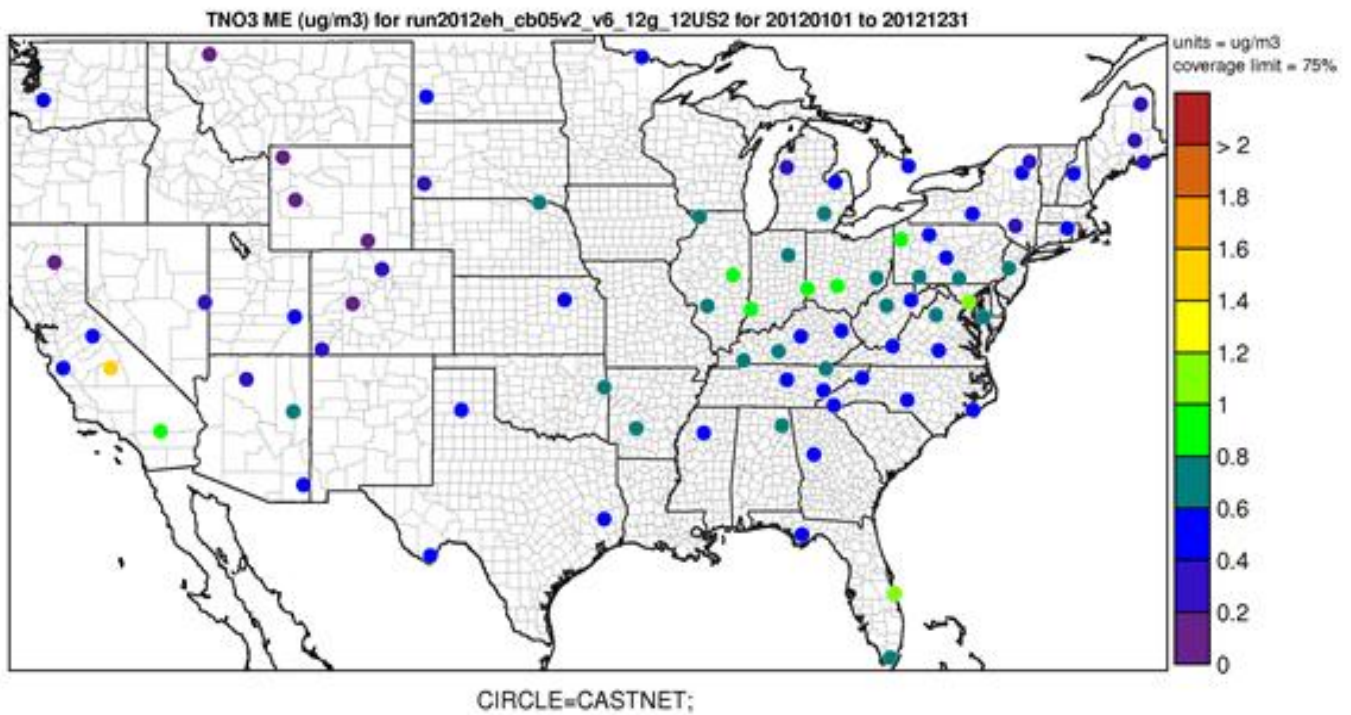 TNO3 ME (ug/m3) for run2012eh_cb05v2_v6_12g_12US2 for 20120101 to 20121231
units = ug/m3
coverage limit = 75%
> 2
1.8
1.6
1.4
1.2
1
0.8
0.6
0.4
0.2
0
CIRCLE=CASTNET;